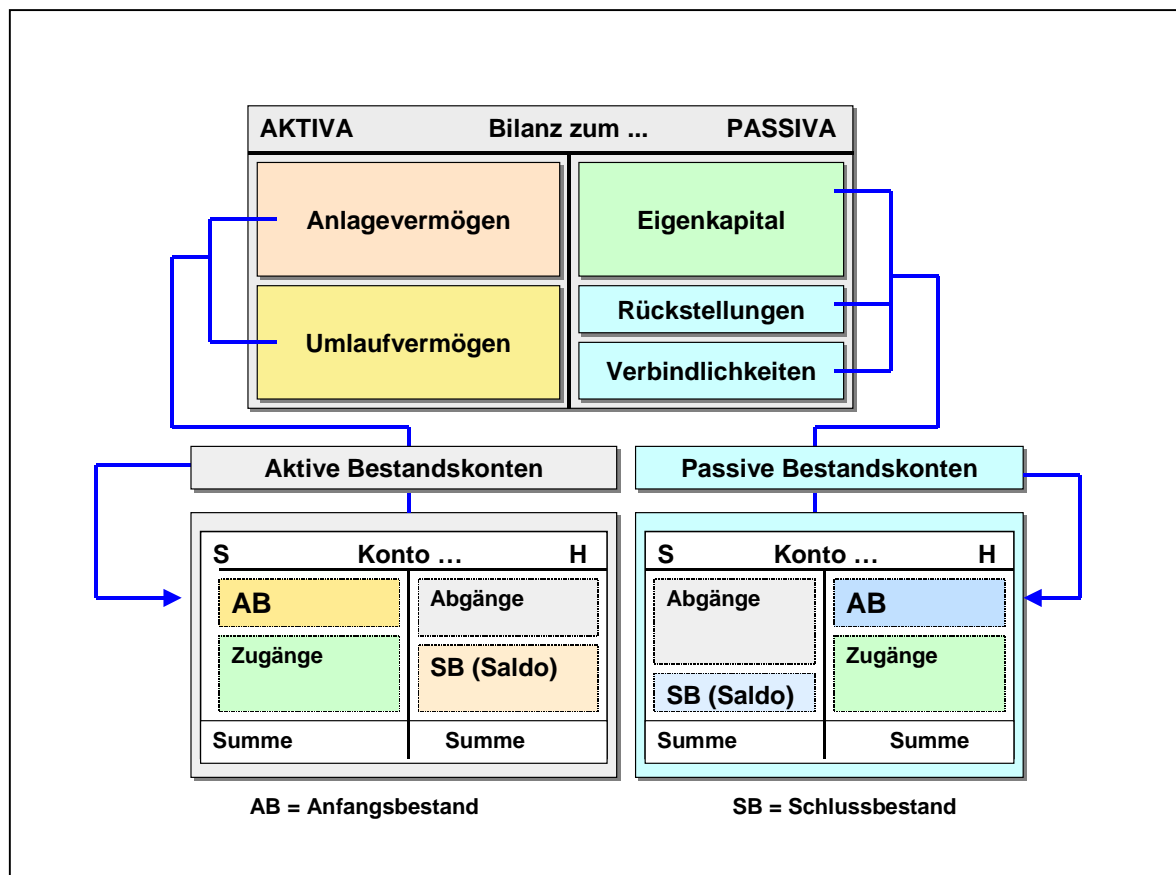 AKTIVA Bilanz zum ... PASSIVA
Anlagevermögen
Eigenkapital
Umlaufvermögen
Rückstellungen
Verbindlichkeiten
Aktive Bestandskonten
Passive Bestandskonten
S Konto … H
AB
Abgänge
Zugänge
SB (Saldo)
Summe Summe
S Konto … H
Abgänge
AB
SB (Saldo)
Zugänge
Summe Summe
AB = Anfangsbestand
SB = Schlussbestand